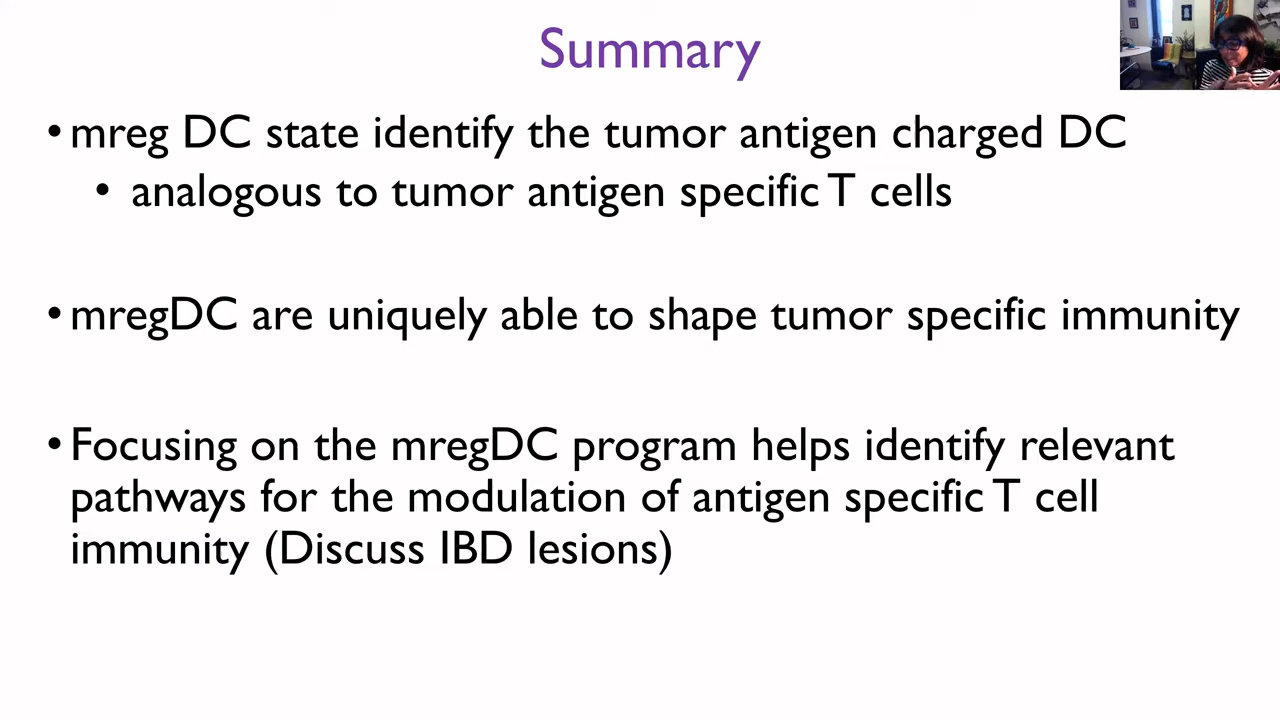 Summary
• mreg DC state identify the tumor antigen charged DC
• analogous to tumor antigen specific T cells
• mregDC are uniquely able to shape tumor specific immunity
• Focusing on the mregDC program helps identify relevant
pathways for the modulation of antigen specific T cell
immunity (Discuss IBD lesions)